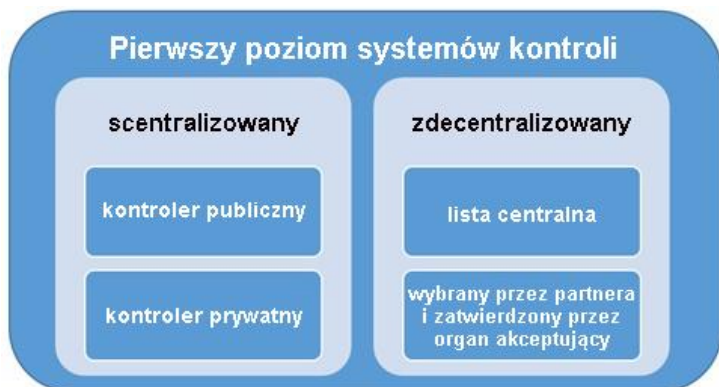 Pierwszy poziom systemów kontroli
scentralizowany
kontroler publiczny
kontroler prywatny
zdecentralizowany
lista centralna
wybrany przez partnera
i zatwierdzony przez
organ akceptujący